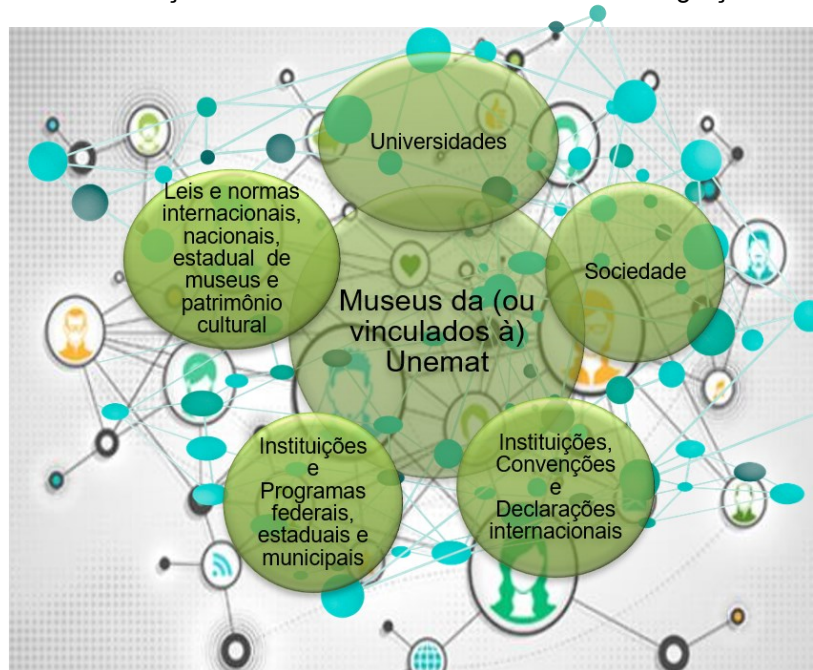 Universidades
Leis e normas
internacionais,
nacionais,
estadual de
museus e
patrimônio
cultural
Sociedade
Museus da (ou
vinculados à)
Unemat
Instituições
e
Programas
federais,
estaduais e
municipais
Instituições,
Convenções
e
Declarações
internacionais